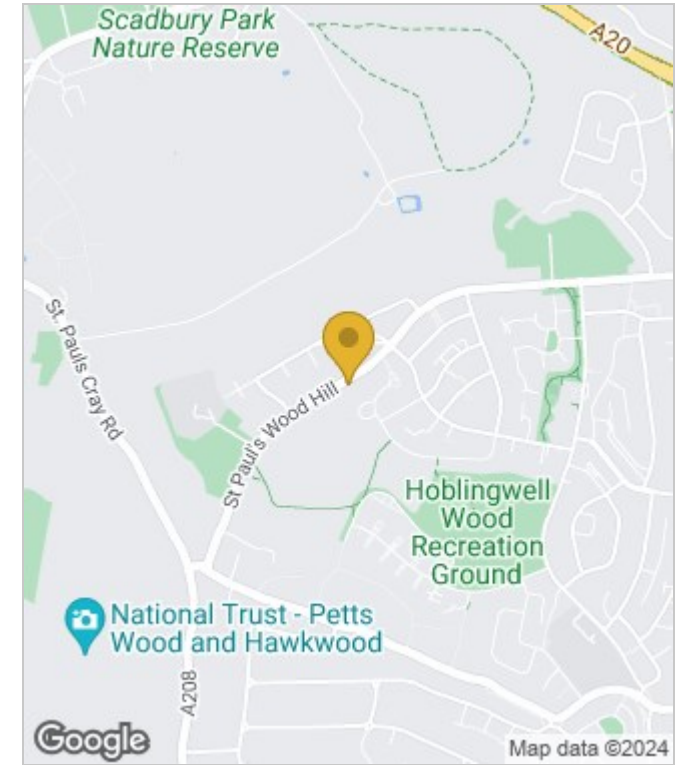 Scadbury Park
Nature Reserve
A20
St. Pauls Cray Rd
St Paul's Wood Hill
Hoblingwell
Wood
Recreation
Ground
National Trust - Petts
Wood and Hawkwood
A208
Google
Map data ©2024